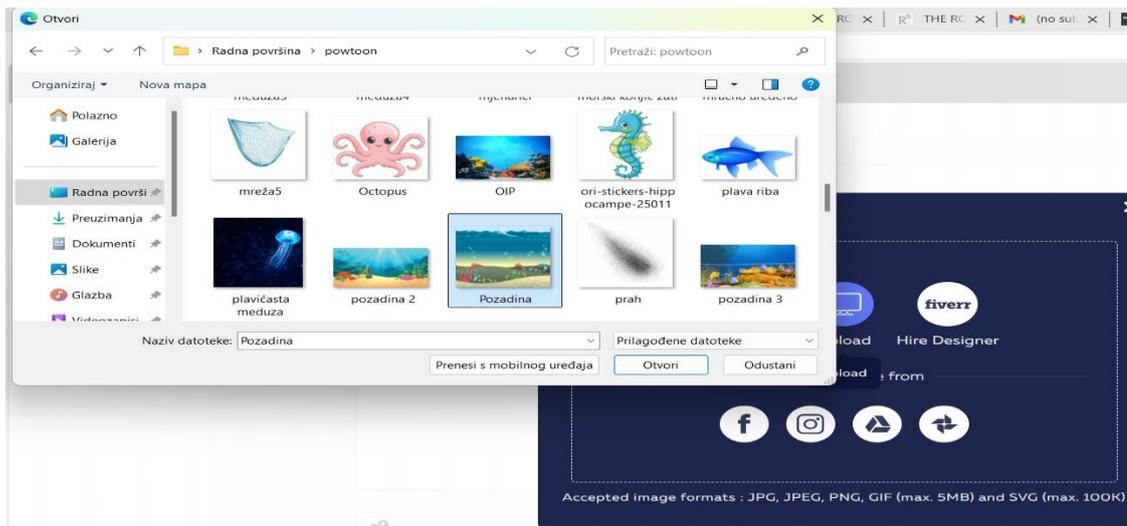 Otvori
THE RC
(no sub
Radna površina > powtoon
Pretraži: powtoon
Organiziraj
Nova mapa
Polazno
Galerija
Radna površi
Preuzimanja
Dokumenti
Slike
Glazba
mreža5
Octopus
OIP
ori-stickers-hipp
ocampe-25011
plava riba
plavičasta
meduza
pozadina 2
Pozadina
prah
pozadina 3
Naziv datoteke: Pozadina
Prilagođene datoteke
Prenesi s mobilnog uređaja
Otvori
Odustani
fiverr
load
Hire Designer
load
from
Accepted image formats : JPG, JPEG, PNG, GIF (max. 5MB) and SVG (max. 100K)